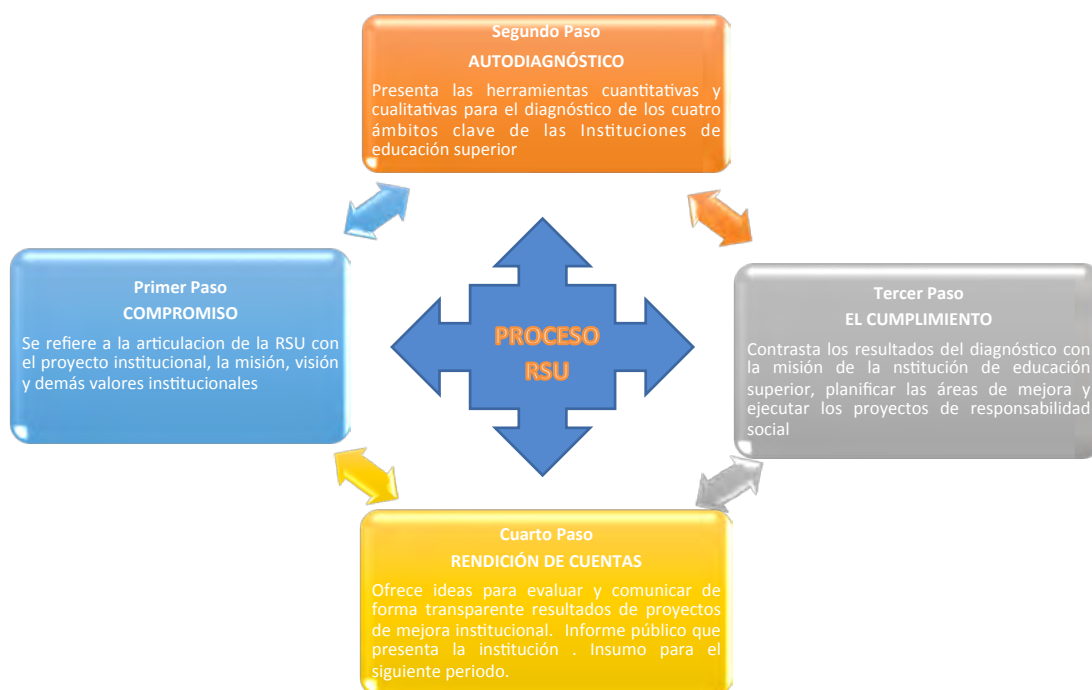 Segundo Paso
AUTODIAGNÓSTICO
Presenta las herramientas cuantitativas y
cualitativas para el diagnóstico de los cuatro
ámbitos clave de las Instituciones de
educación superior
Primer Paso
COMPROMISO
Se refiere a la articulacion de la RSU con
el proyecto institucional, la misión, visión
y demás valores institucionales
PROCESO
RSU
Tercer Paso
EL CUMPLIMIENTO
Contrasta los resultados del diagnóstico con
la misión de la nstitución de educación
superior, planificar las áreas de mejora y
ejecutar los proyectos de responsabilidad
social
Cuarto Paso
RENDICIÓN DE CUENTAS
Ofrece ideas para evaluar y comunicar de
forma transparente resultados de proyectos
de mejora institucional. Informe público que
presenta la institución . Insumo para el
siguiente periodo.